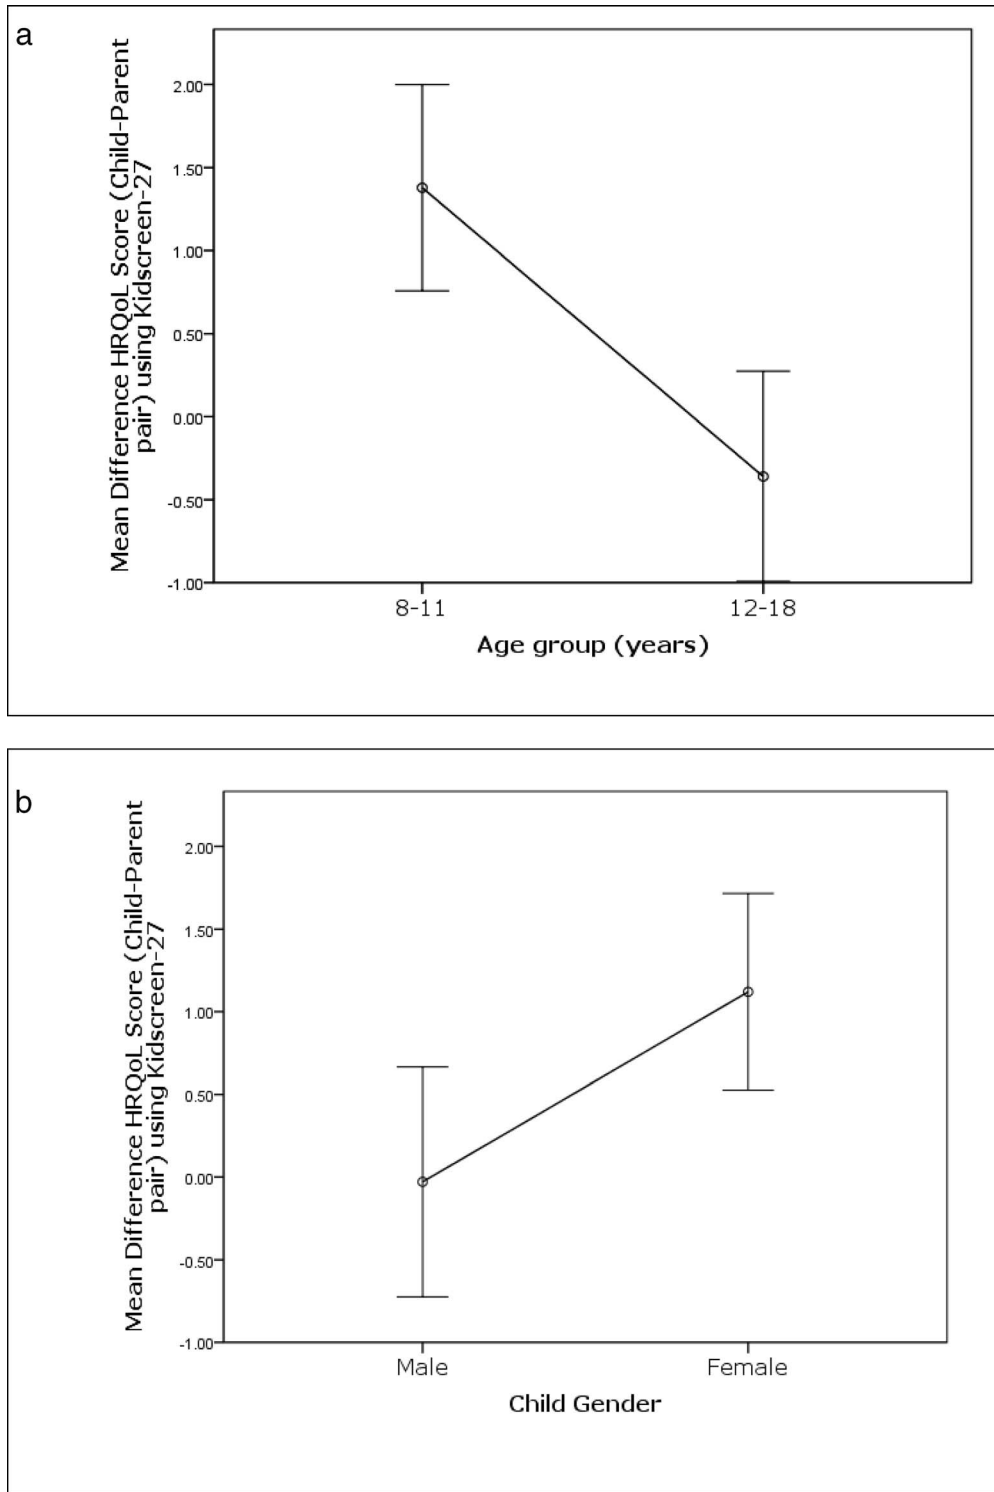 a
Mean Difference HRQoL Score (Child-Parent
pair) using Kidscreen-27
2.00
1.50
1.00
0.50
0.00
-0.50
-1.00
8-11
12-18
Age group (years)
b
Mean Difference HRQoL Score (Child-Parent
pair) using Kidscreen-27
2.00
1.50
1.00
0.50
0.00
-0.50
-1.00
Male
Female
Child Gender